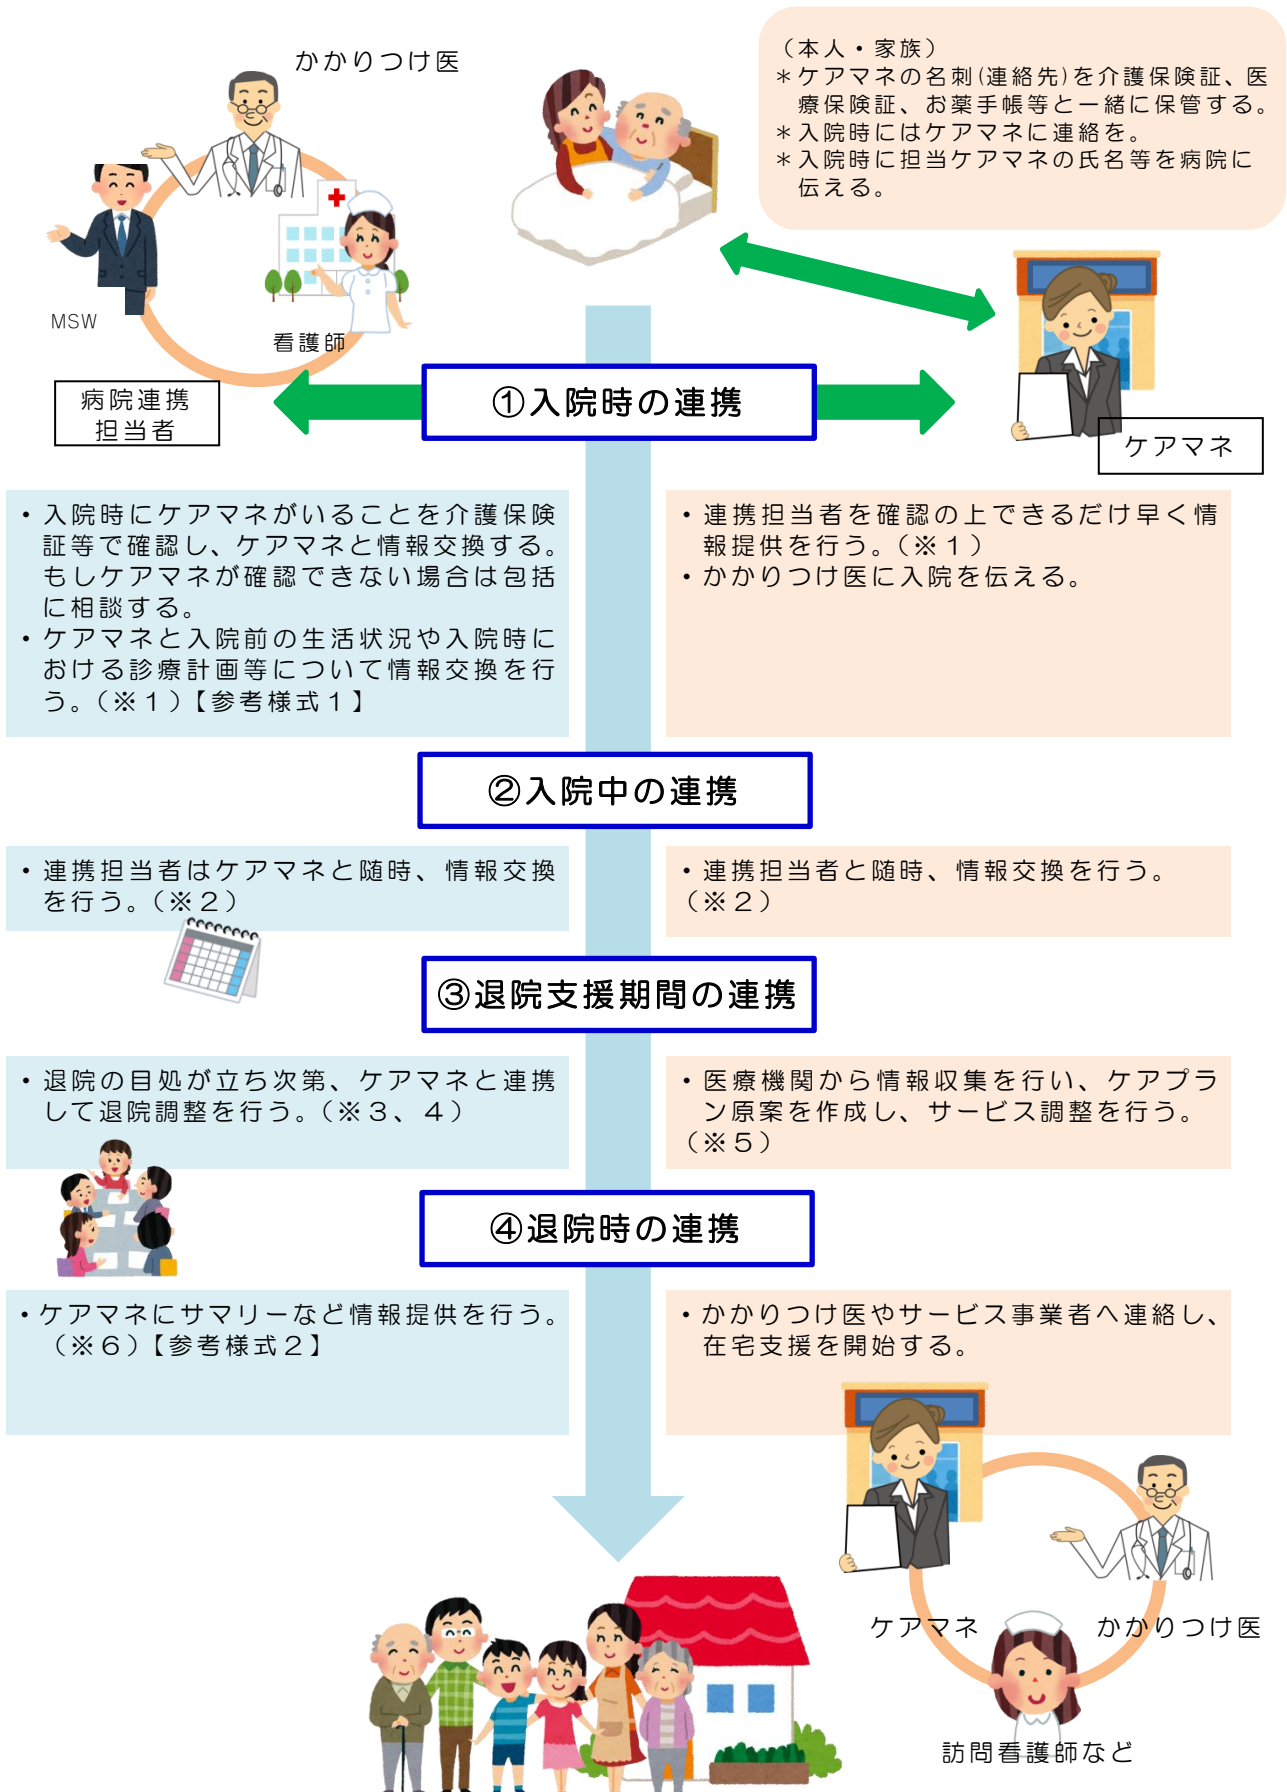 かかりつけ医
（本人・家族）
＊ケアマネの名刺(連絡先)を介護保険証、医
療保険証、お薬手帳等と一緒に保管する。
＊入院時にはケアマネに連絡を。
＊入院時に担当ケアマネの氏名等を病院に
伝える。
MSW
看護師
病院連携
担当者
①入院時の連携
ケアマネ
・入院時にケアマネがいることを介護保険
証等で確認し、ケアマネと情報交換する。
もしケアマネが確認できない場合は包括
に相談する。
・ケアマネと入院前の生活状況や入院時に
おける診療計画等について情報交換を行
う。（※１）【参考様式１】
・連携担当者を確認の上できるだけ早く情
報提供を行う。（※１）
・かかりつけ医に入院を伝える。
②入院中の連携
・連携担当者はケアマネと随時、情報交換
を行う。（※２）
・連携担当者と随時、情報交換を行う。
（※２）
③退院支援期間の連携
・退院の目処が立ち次第、ケアマネと連携
して退院調整を行う。（※３、４）
・医療機関から情報収集を行い、ケアプラ
ン原案を作成し、サービス調整を行う。
（※５）
④退院時の連携
・ケアマネにサマリーなど情報提供を行う。
（※６）【参考様式２】
・かかりつけ医やサービス事業者へ連絡し、
在宅支援を開始する。
ケアマネ
かかりつけ医
訪問看護師など